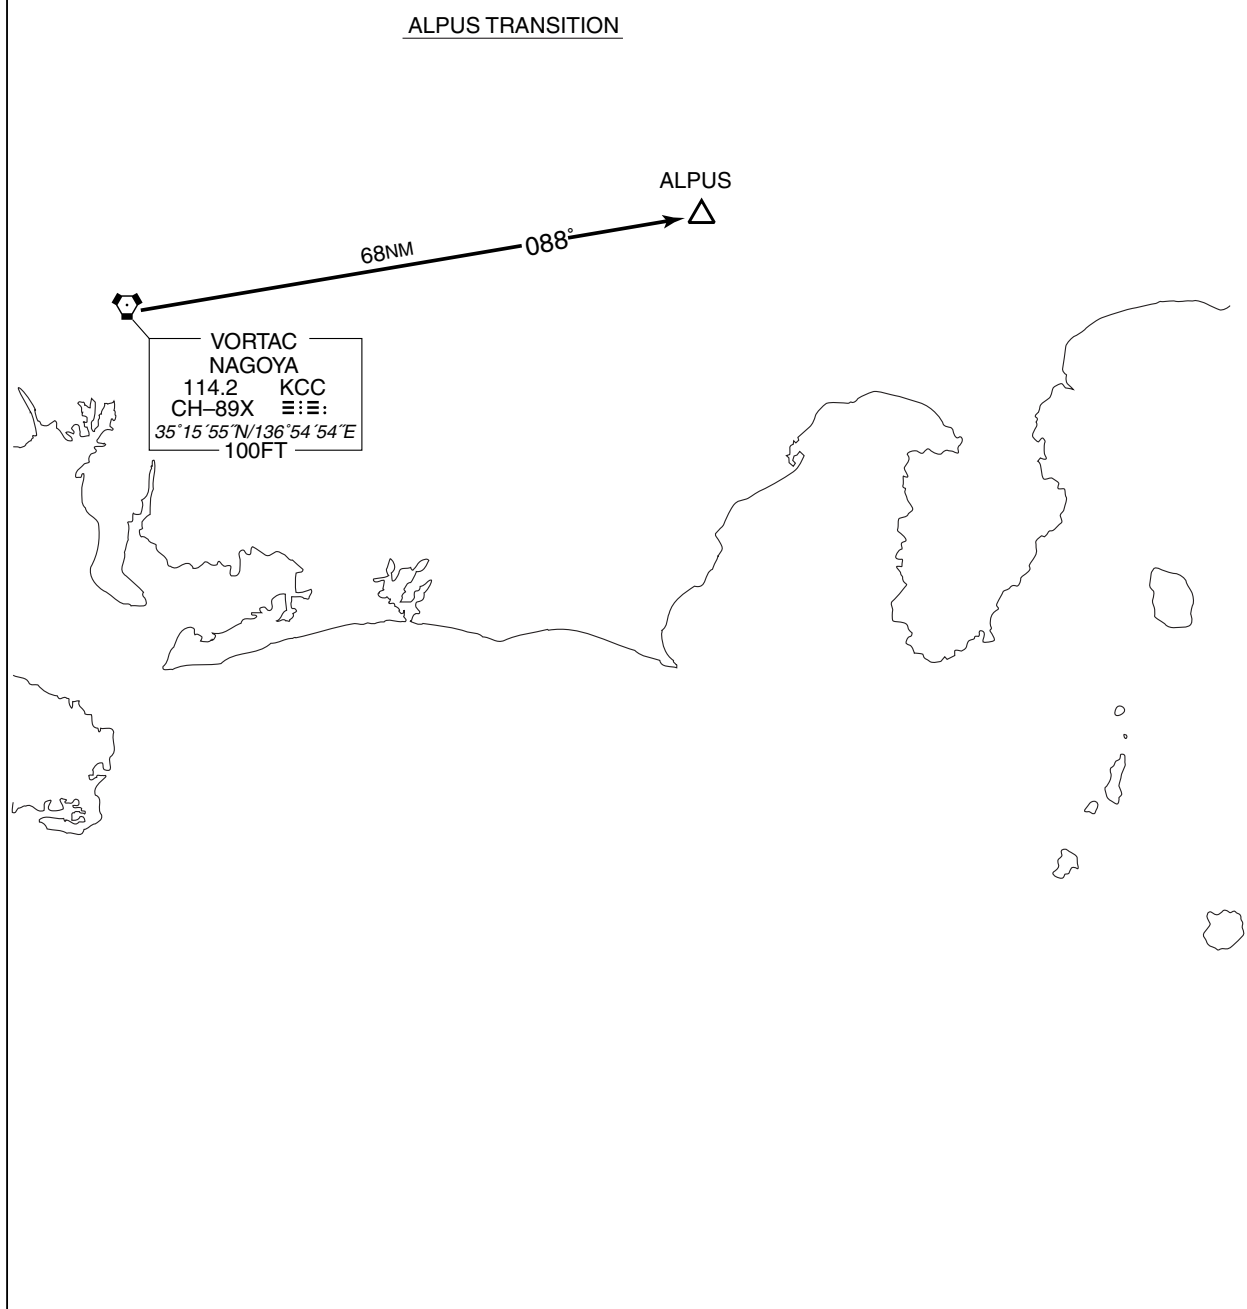 ALPUS TRANSITION
ALPUS
68NM
088°
VORTAC
NAGOYA
114.2 KCC
CH–89X
35°15´55˝N/136°54´54˝E
100FT